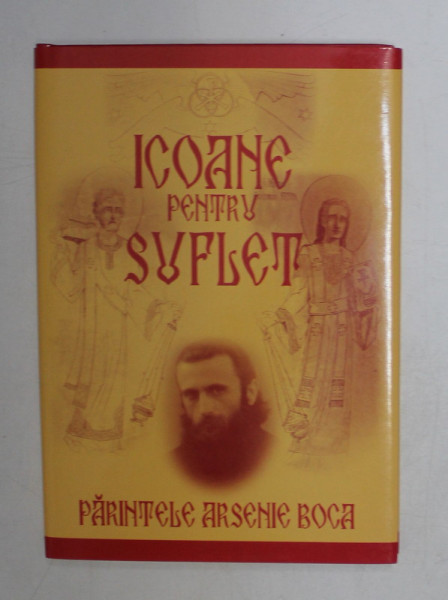 ICOANE
PENTRU
SUFLET
PĂRINTELE ARSENIE BOCA